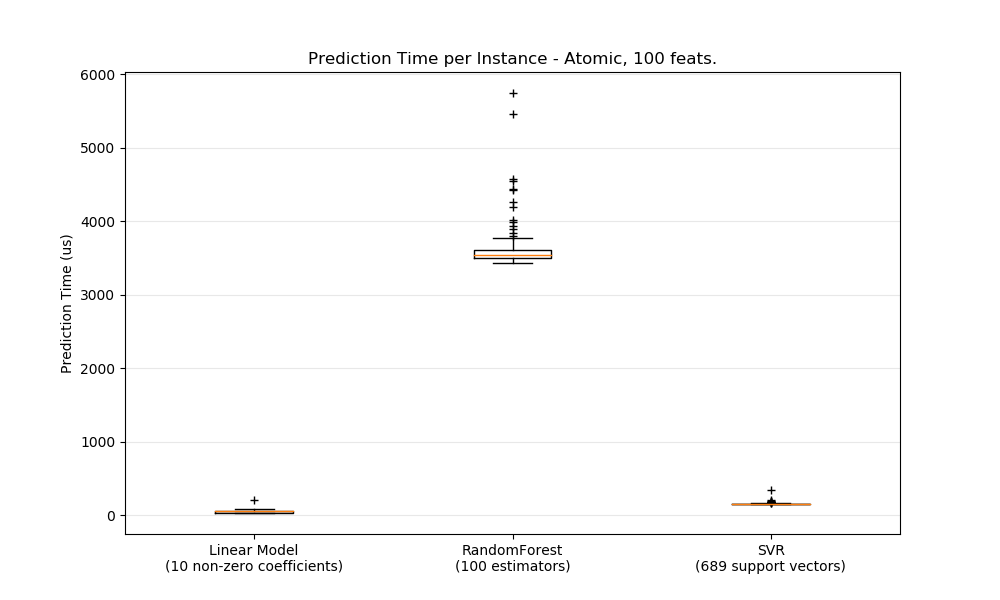 Prediction Time per Instance - Atomic, 100 feats.
6000
5000
4000
3000
2000
1000
0
Prediction Time (us)
Linear Model
(10 non-zero coefficients)
RandomForest
(100 estimators)
SVR
(689 support vectors)